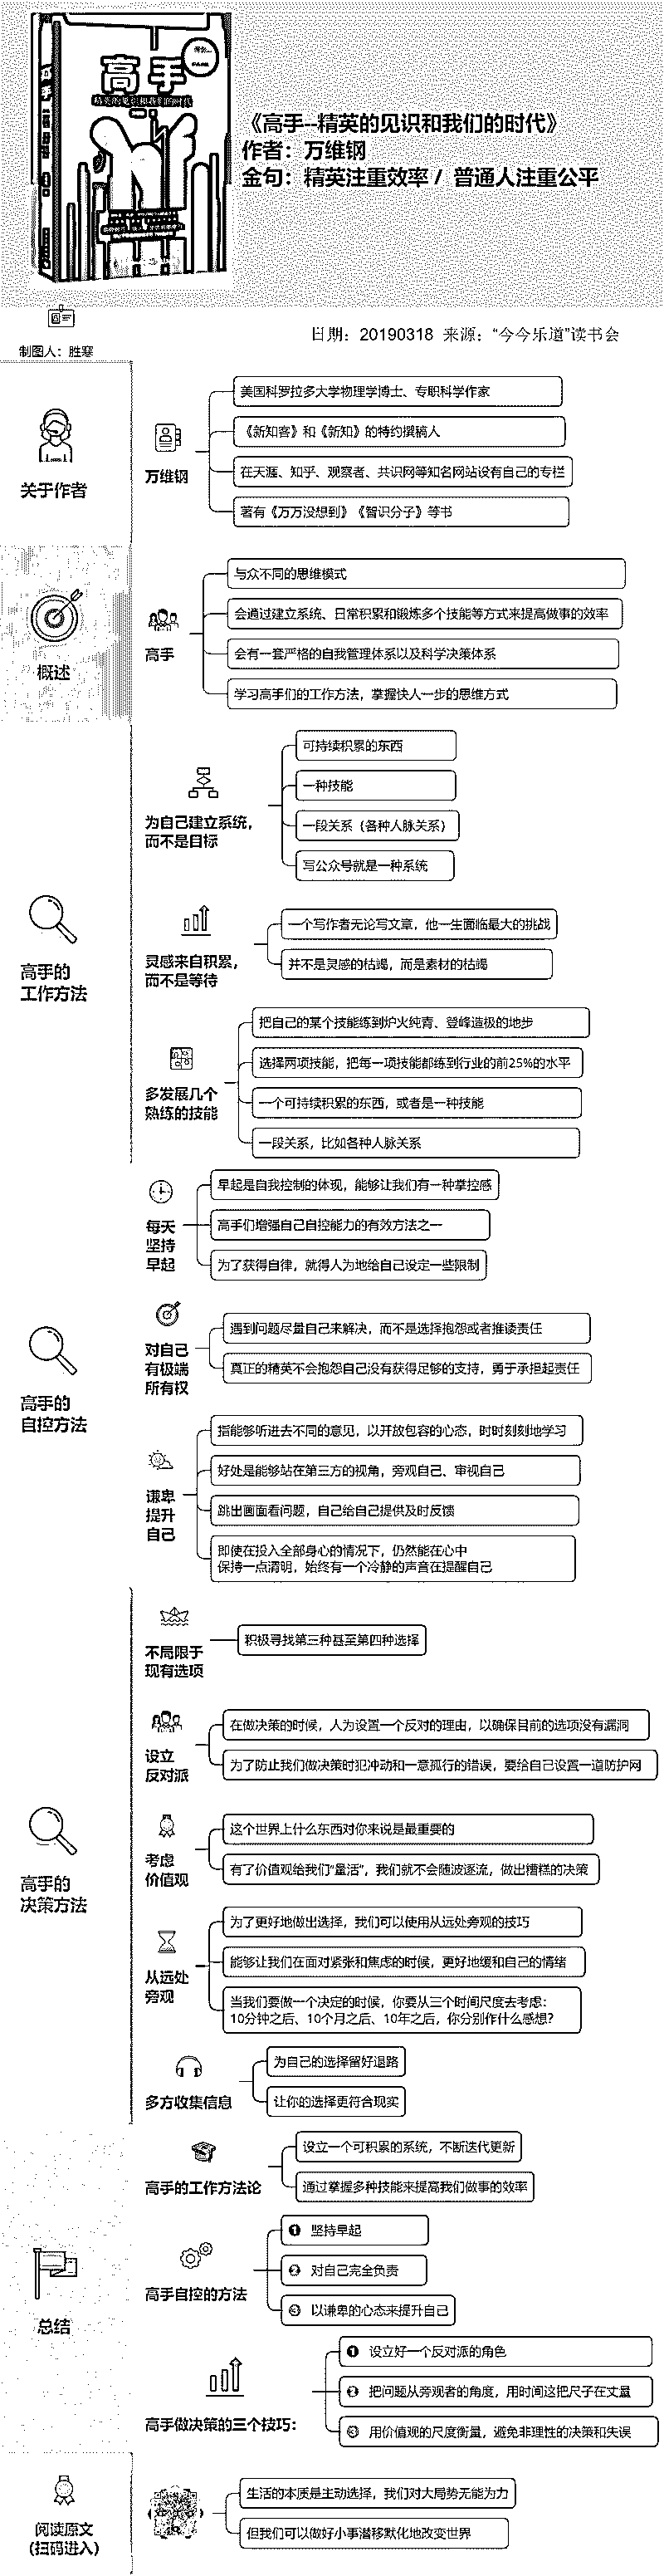 高手
精英的见识和我们的时代
《高手--精英的见识和我们的时代》
作者：万维钢
金句：精英注重效率 / 普通人注重公平
制图人：胜寒
日期：20190318 来源：“今今乐道”读书会
关于作者
万维钢
美国科罗拉多大学物理学博士、专职科学作家
《新知客》和《新知》的特约撰稿人
在天涯、知乎、观察者、共识网等知名网站设有自己的专栏
著有《万万没想到》《智识分子》等书
概述
高手
与众不同的思维模式
会通过建立系统、日常积累和锻炼多个技能等方式来提高做事的效率
会有一套严格的自我管理体系以及科学决策体系
学习高手们的工作方法，掌握快人一步的思维方式
高手的
工作方法
为自己建立系统，
而不是目标
可持续积累的东西
一种技能
一段关系（各种人脉关系）
写公众号就是一种系统
灵感来自积累，
而不是等待
一个写作者无论写文章，他一生面临最大的挑战
并不是灵感的枯竭，而是素材的枯竭
多发展几个
熟练的技能
把自己的某个技能练到炉火纯青、登峰造极的地步
选择两项技能，把每一项技能都练到行业的前25%的水平
一个可持续积累的东西，或者是一种技能
一段关系，比如各种人脉关系
高手的
自控方法
每天
坚持
早起
早起是自我控制的体现，能够让我们有一种掌控感
高手们增强自己自控能力的有效方法之一
为了获得自律，就得人为地给自己设定一些限制
对自己
有极端
所有权
遇到问题尽量自己来解决，而不是选择抱怨或者推诿责任
真正的精英不会抱怨自己没有获得足够的支持，勇于承担起责任
谦卑
提升
自己
指能够听进去不同的意见，以开放包容的心态，时时刻刻地学习
好处是能够站在第三方的视角，旁观自己、审视自己
跳出画面看问题，自己给自己提供及时反馈
即使在投入全部身心的情况下，仍然能在心中
保持一点清明，始终有一个冷静的声音在提醒自己
高手的
决策方法
不局限于
现有选项
积极寻找第三种甚至第四种选择
设立
反对派
在做决策的时候，人为设置一个反对的理由，以确保目前的选项没有漏洞
为了防止我们做决策时犯冲动和一意孤行的错误，要给自己设置一道防护网
考虑
价值观
这个世界上什么东西对你来说是最重要的
有了价值观给我们“量活”，我们就不会随波逐流，做出糟糕的决策
从远处
旁观
为了更好地做出选择，我们可以使用从远处旁观的技巧
能够让我们在面对紧张和焦虑的时候，更好地缓和自己的情绪
当我们要做一个决定的时候，你要从三个时间尺度去考虑：
10分钟之后、10个月之后、10年之后，你分别作什么感想？
多方收集信息
为自己的选择留好退路
让你的选择更符合现实
总结
高手的工作方法论
设立一个可积累的系统，不断迭代更新
通过掌握多种技能来提高我们做事的效率
高手自控的方法
❶ 坚持早起
❷ 对自己完全负责
❸ 以谦卑的心态来提升自己
高手做决策的三个技巧：
❶ 设立好一个反对派的角色
❷ 把问题从旁观者的角度，用时间这把尺子在丈量
❸ 用价值观的尺度衡量，避免非理性的决策和失误
阅读原文
（扫码进入）
生活的本质是主动选择，我们对大局势无能为力
但我们可以做好小事潜移默化地改变世界